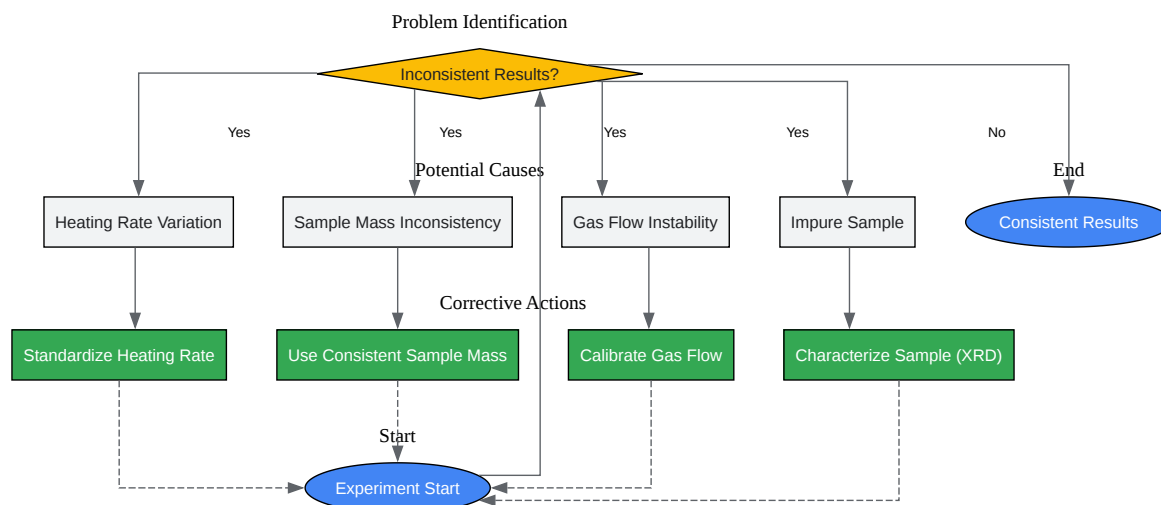 Problem Identification
Inconsistent Results?
Yes
Yes
Yes
Yes
No
Potential Causes
End
Heating Rate Variation
Sample Mass Inconsistency
Gas Flow Instability
Impure Sample
Consistent Results
Corrective Actions
Standardize Heating Rate
Use Consistent Sample Mass
Calibrate Gas Flow
Characterize Sample (XRD)
Start
Experiment Start